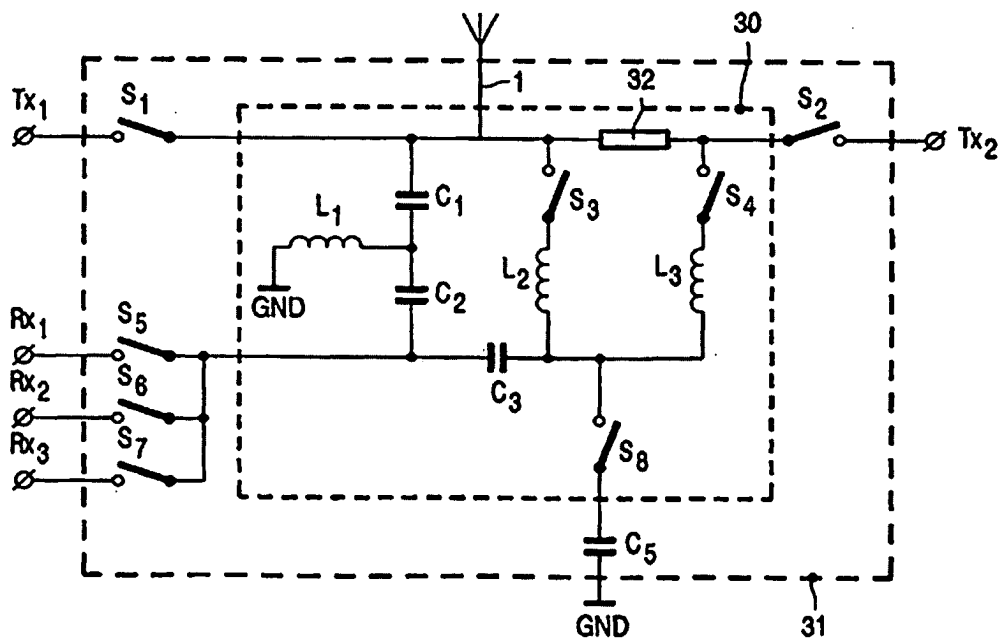 30
Tx1
S1
1
32
S2
Tx2
C1
S3
S4
L1
L2
L3
GND
C2
Rx1
S5
Rx2
S6
C3
Rx3
S7
S8
C5
GND
31